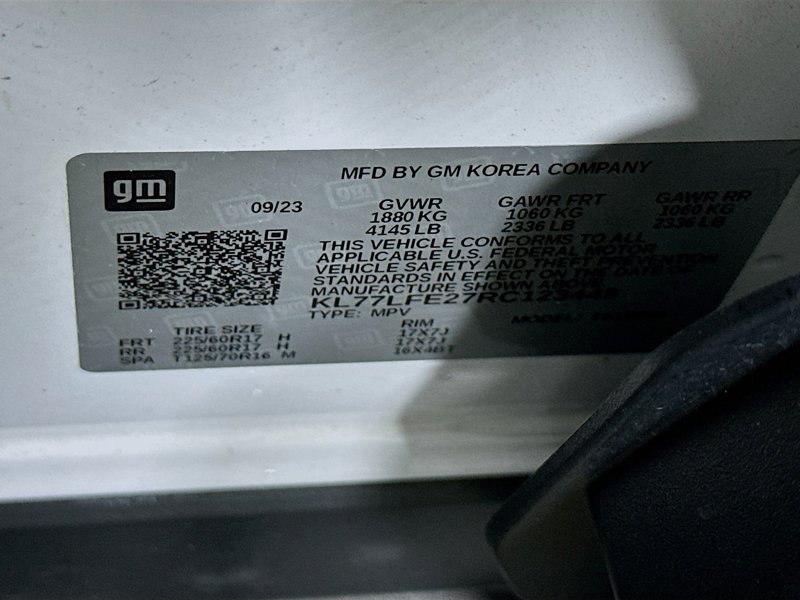 gm
MFD BY GM KOREA COMPANY
09/23
GVWR GAWR FRT GAWR RR
1880 KG 1060 KG 1060 KG
4145 LB 2336 LB 2336 LB
THIS VEHICLE CONFORMS TO ALL
APPLICABLE U.S. FEDERAL MOTOR
VEHICLE SAFETY AND THEFT PREVENTION
STANDARDS IN EFFECT ON THE DATE OF
MANUFACTURE SHOWN ABOVE
TYPE: MPV
TIRE SIZE RIM
FRT 225/60R17 H 17X7J
RR 225/60R17 H 17X7J
SPA T125/70R16 M 16X4BT